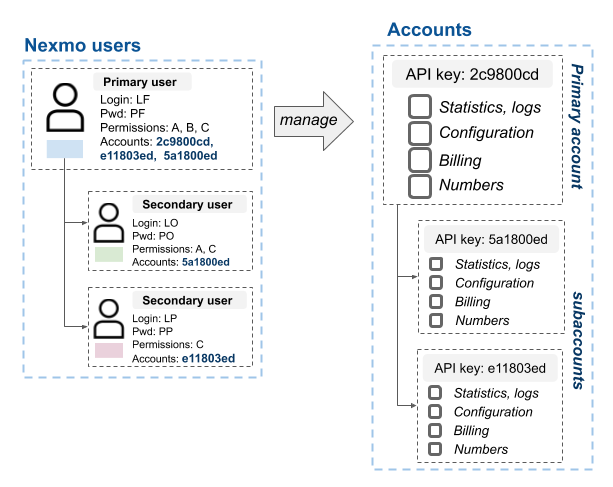 Nexmo users
Primary user
Login: LF
Pwd: PF
Permissions: A, B, C
Accounts: 2c9800cd,
e11803ed, 5a1800ed
Secondary user
Login: LO
Pwd: PO
Permissions: A, C
Accounts: 5a1800ed
Secondary user
Login: LP
Pwd: PP
Permissions: C
Accounts: e11803ed
manage
Accounts
API key: 2c9800cd
Statistics, logs
Configuration
Billing
Numbers
Primary account
API key: 5a1800ed
Statistics, logs
Configuration
Billing
Numbers
subaccounts
API key: e11803ed
Statistics, logs
Configuration
Billing
Numbers